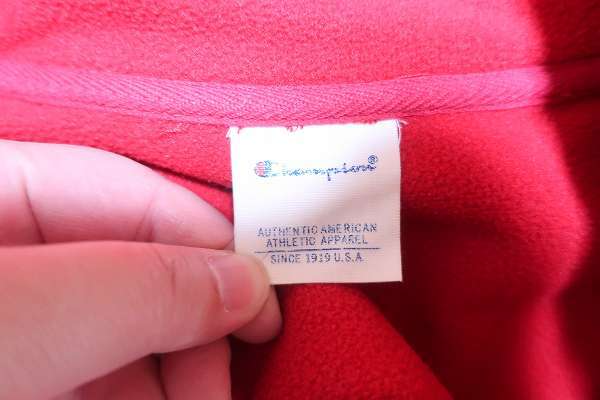 Champion®
AUTHENTIC AMERICAN
ATHLETIC APPAREL
SINCE 1919 U.S.A.